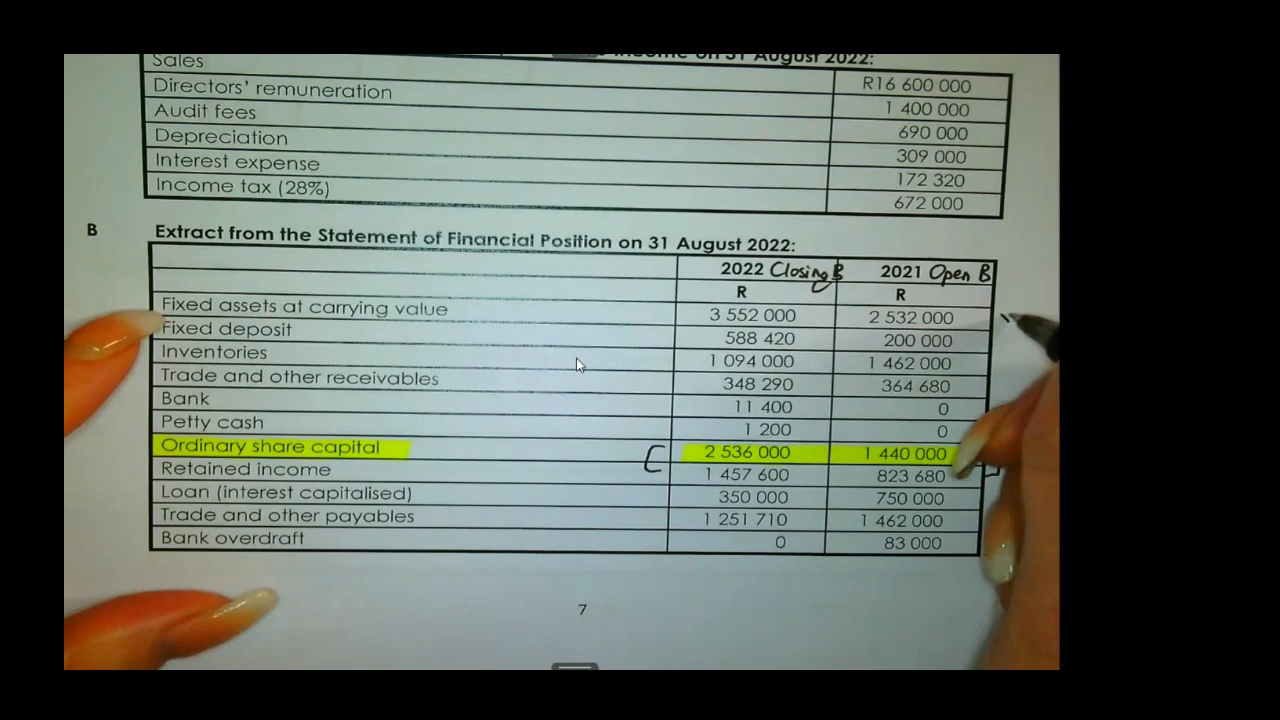 Income on 31 August 2022:
Sales R16 600 000
Directors' remuneration 1 400 000
Audit fees 690 000
Depreciation 309 000
Interest expense 172 320
Income tax (28%) 672 000
B Extract from the Statement of Financial Position on 31 August 2022:
2022 Closing B 2021 Open B
R R
Fixed assets at carrying value 3 552 000 2 532 000
Fixed deposit 588 420 200 000
Inventories 1 094 000 1 462 000
Trade and other receivables 348 290 364 680
Bank 11 400 0
Petty cash 1 200 0
Ordinary share capital 2 536 000 1 440 000
Retained income 1 457 600 823 680
Loan (interest capitalised) 350 000 750 000
Trade and other payables 1 251 710 1 462 000
Bank overdraft 0 83 000
7